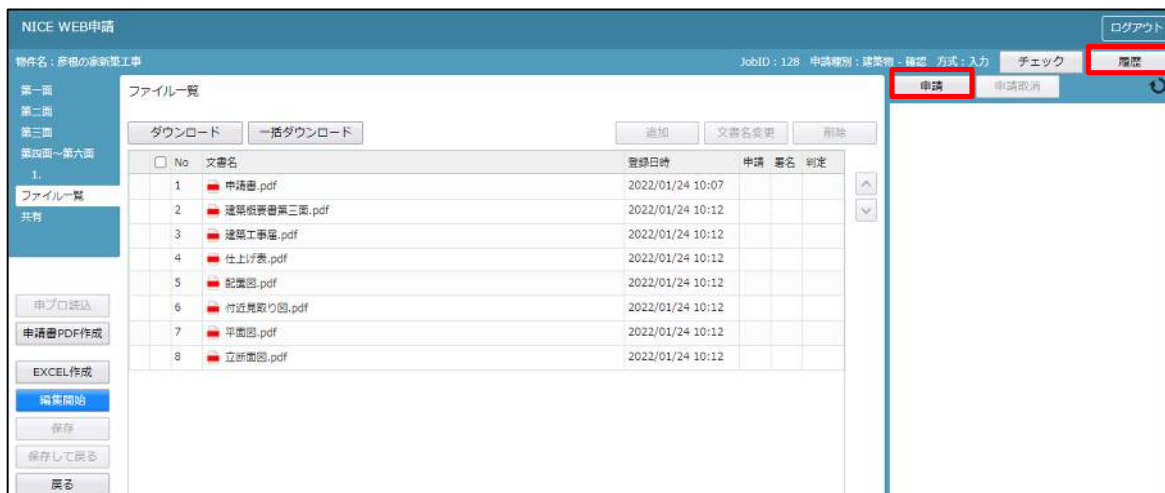 NICE WEB申請
ログアウト
物件名：彦根の家新築工事
JobID：128 申請種別：建築物 - 確認 方式：入力
チェック
履歴
第一面
第二面
第三面
第四面～第六面
1.
ファイル一覧
共有
ファイル一覧
申請
申請取消
ダウンロード
一括ダウンロード
追加
文書名変更
削除
No 文書名 登録日時 申請 署名 判定
1 申請書.pdf 2022/01/24 10:07
2 建築概要書第三面.pdf 2022/01/24 10:12
3 建築工事届.pdf 2022/01/24 10:12
4 仕上げ表.pdf 2022/01/24 10:12
5 配置図.pdf 2022/01/24 10:12
6 付近見取り図.pdf 2022/01/24 10:12
7 平面図.pdf 2022/01/24 10:12
8 立断面図.pdf 2022/01/24 10:12
申プロ読込
申請書PDF作成
EXCEL作成
編集開始
保存
保存して戻る
戻る